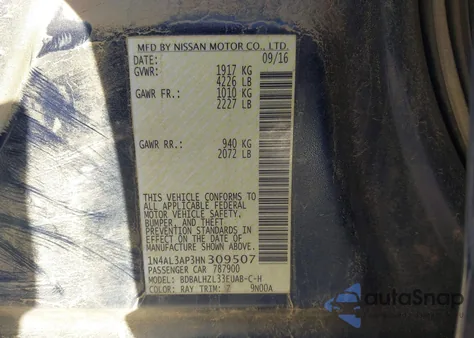 MFD BY NISSAN MOTOR CO., LTD.
DATE: 09/16
GVWR: 1917 KG
4226 LB
GAWR FR.: 1010 KG
2227 LB
GAWR RR.: 940 KG
2072 LB
THIS VEHICLE CONFORMS TO
ALL APPLICABLE FEDERAL
MOTOR VEHICLE SAFETY,
BUMPER, AND THEFT
PREVENTION STANDARDS
IN EFFECT ON THE DATE OF
MANUFACTURE SHOWN ABOVE.
1N4AL3AP3HN309507
PASSENGER CAR 787900
MODEL: BDBALHZL33EUAB-C-H
COLOR: RAY TRIM: 9N00A
autoSnap